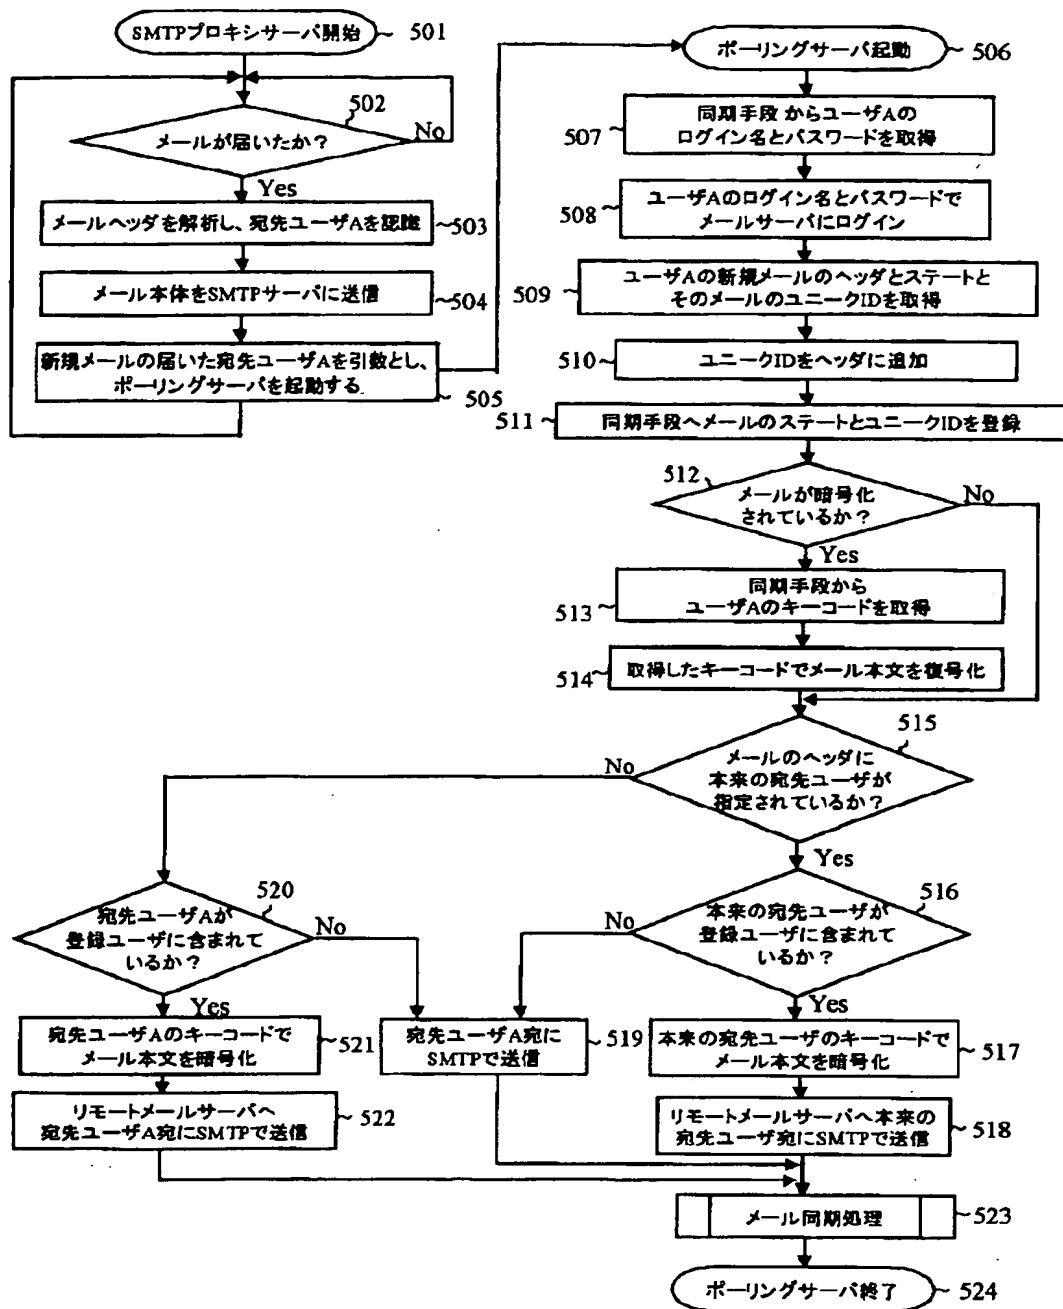 SMTPプロキシサーバ開始
501
502
メールが届いたか？
No
Yes
メールヘッダを解析し、宛先ユーザAを認識
503
メール本体をSMTPサーバに送信
504
新規メールの届いた宛先ユーザAを引数とし、
ポーリングサーバを起動する
505
ポーリングサーバ起動
506
同期手段 からユーザAの
ログイン名とパスワードを取得
507
ユーザAのログイン名とパスワードで
メールサーバにログイン
508
ユーザAの新規メールのヘッダとステートと
そのメールのユニークIDを取得
509
ユニークIDをヘッダに追加
510
同期手段へメールのステートとユニークIDを登録
511
512
メールが暗号化
されているか？
No
Yes
同期手段から
ユーザAのキーコードを取得
513
取得したキーコードでメール本文を復号化
514
515
メールのヘッダに
本来の宛先ユーザが
指定されているか？
No
Yes
520
宛先ユーザAが
登録ユーザに含まれて
いるか？
No
Yes
516
本来の宛先ユーザが
登録ユーザに含まれて
いるか？
No
Yes
宛先ユーザAのキーコードで
メール本文を暗号化
521
宛先ユーザA宛に
SMTPで送信
519
本来の宛先ユーザのキーコードで
メール本文を暗号化
517
リモートメールサーバへ
宛先ユーザA宛にSMTPで送信
522
リモートメールサーバへ本来の
宛先ユーザ宛にSMTPで送信
518
メール同期処理
523
ポーリングサーバ終了
524